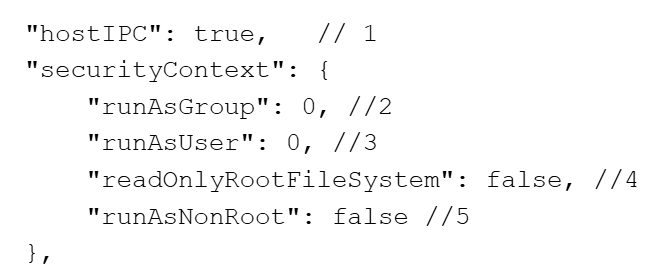 "hostIPC": true,   // 1
"securityContext": {
    "runAsGroup": 0, //2
    "runAsUser": 0, //3
    "readOnlyRootFileSystem": false, //4
    "runAsNonRoot": false //5
},